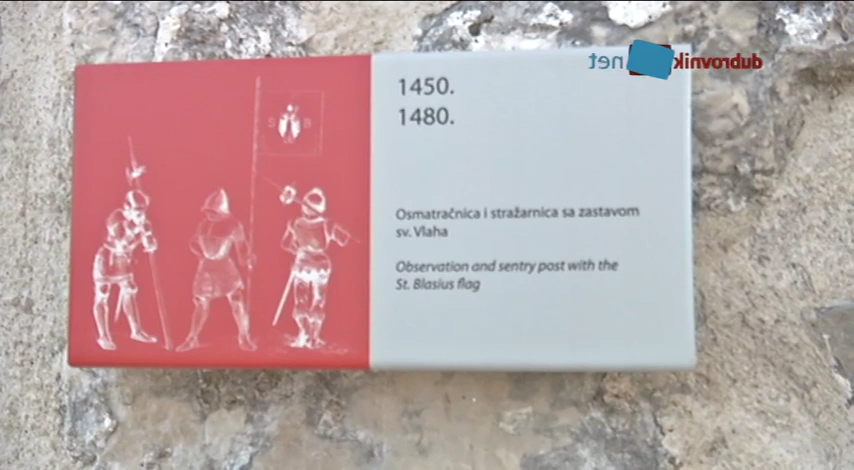 dubrovnik
net
1450.
1480.
S B
Osmatračnica i stražarnica sa zastavom
sv. Vlaha
Observation and sentry post with the
St. Blasius flag